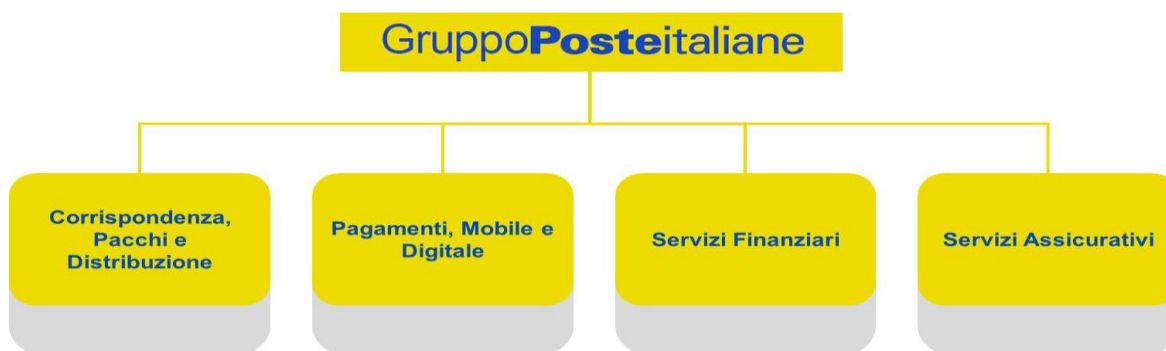 GruppoPosteitaliane
Corrispondenza,
Pacchi e
Distribuzione
Pagamenti, Mobile e
Digitale
Servizi Finanziari
Servizi Assicurativi